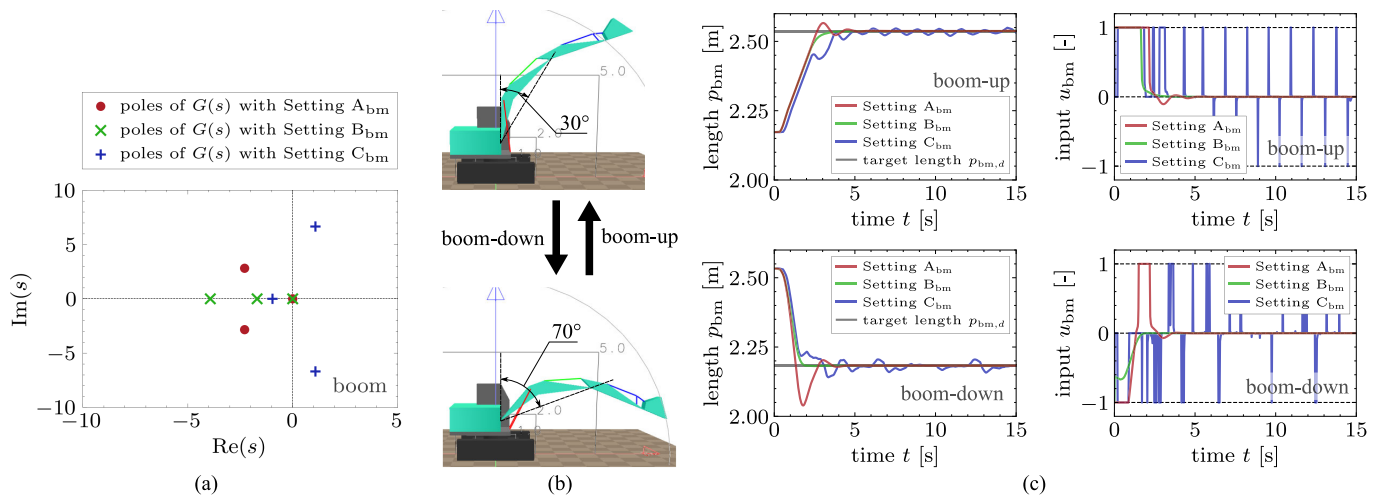 poles of G(s) with Setting A_bm
poles of G(s) with Setting B_bm
poles of G(s) with Setting C_bm
10
5
0
−5
−10
Im(s)
boom
−10
−5
0
5
Re(s)
(a)
5.0
30°
2.0
boom-down
boom-up
70°
5.0
2.0
(b)
length p_bm [m]
2.50
2.25
2.00
boom-up
Setting A_bm
Setting B_bm
Setting C_bm
target length p_bm,d
0
5
10
15
time t [s]
input u_bm [-]
1
0
−1
Setting A_bm
Setting B_bm
Setting C_bm
boom-up
0
5
10
15
time t [s]
length p_bm [m]
2.50
2.25
2.00
Setting A_bm
Setting B_bm
Setting C_bm
target length p_bm,d
boom-down
0
5
10
15
time t [s]
input u_bm [-]
1
0
−1
Setting A_bm
Setting B_bm
Setting C_bm
boom-down
0
5
10
15
time t [s]
(c)